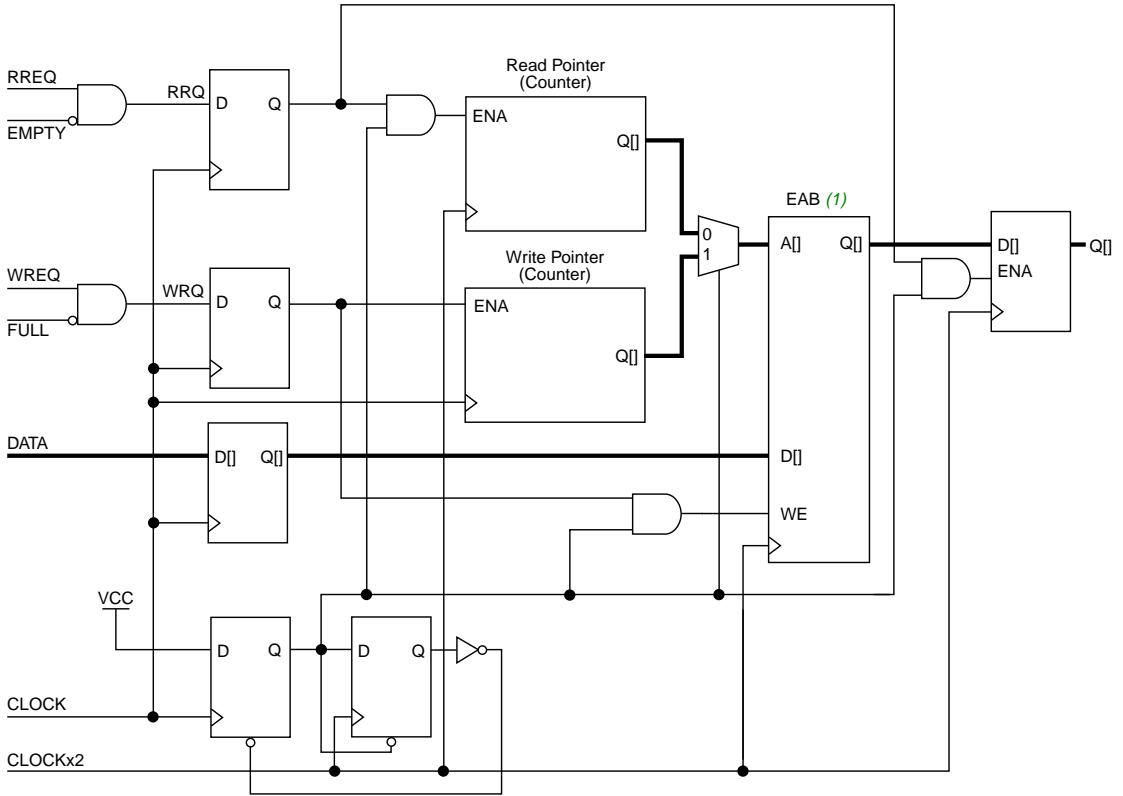 RREQ
EMPTY
RRQ
D
Q
Read Pointer
(Counter)
ENA
Q[]
WREQ
FULL
WRQ
D
Q
Write Pointer
(Counter)
ENA
Q[]
0
1
EAB (1)
A[]
Q[]
D[]
WE
D[]
ENA
Q[]
DATA
D[]
Q[]
VCC
D
Q
D
Q
CLOCK
CLOCKx2